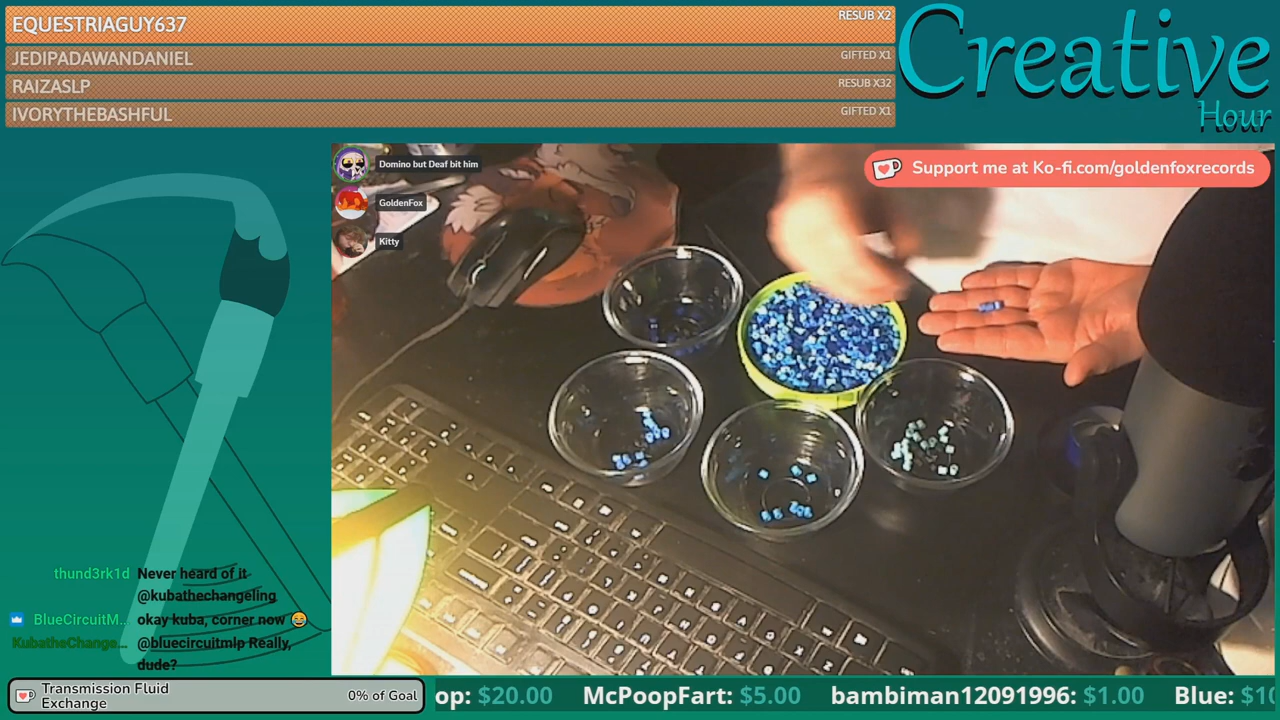 EQUESTRIAGUY637 RESUB X2
JEDIPADAWANDANIEL GIFTED X1
RAIZASLP RESUB X32
IVORYTHEBASHFUL GIFTED X1
Creative
Hour
Domino but Deaf bit him
GoldenFox
Kitty
Support me at Ko-fi.com/goldenfoxrecords
thund3rk1d Never heard of it
@kubathechangeling
BlueCircuitM... okay kuba, corner now 😂
KubatheChange... @bluecircuitmlp Really,
dude?
Transmission Fluid
Exchange
0% of Goal
op: $20.00 McPoopFart: $5.00 bambiman12091996: $1.00 Blue: $10